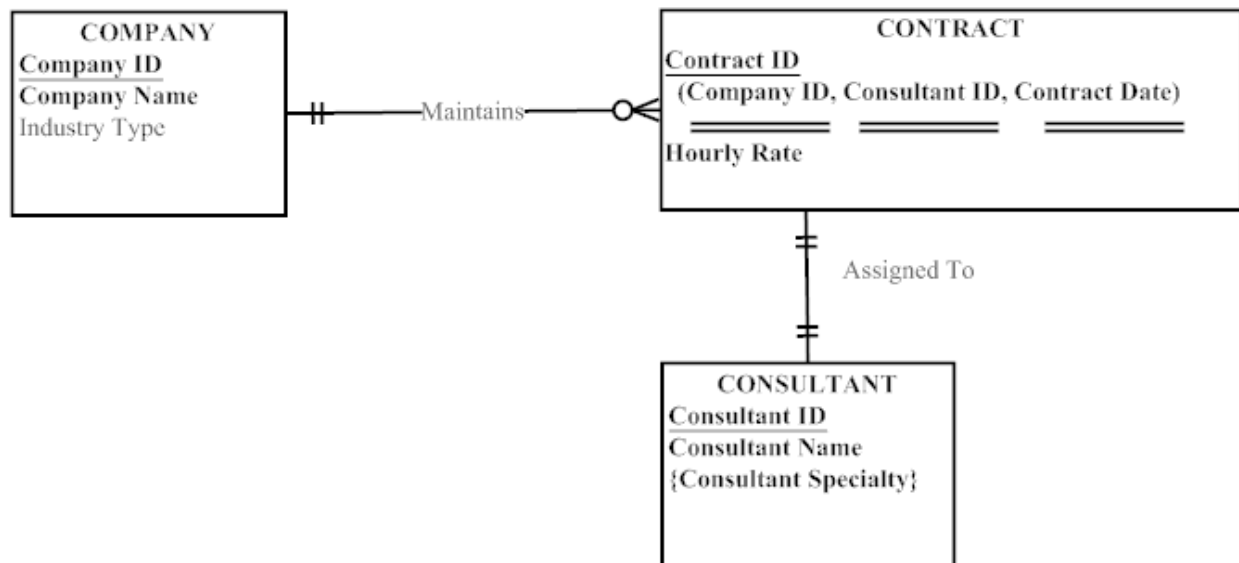 COMPANY
Company ID
Company Name
Industry Type
Maintains
CONTRACT
Contract ID
(Company ID, Consultant ID, Contract Date)
Hourly Rate
Assigned To
CONSULTANT
Consultant ID
Consultant Name
{Consultant Specialty}